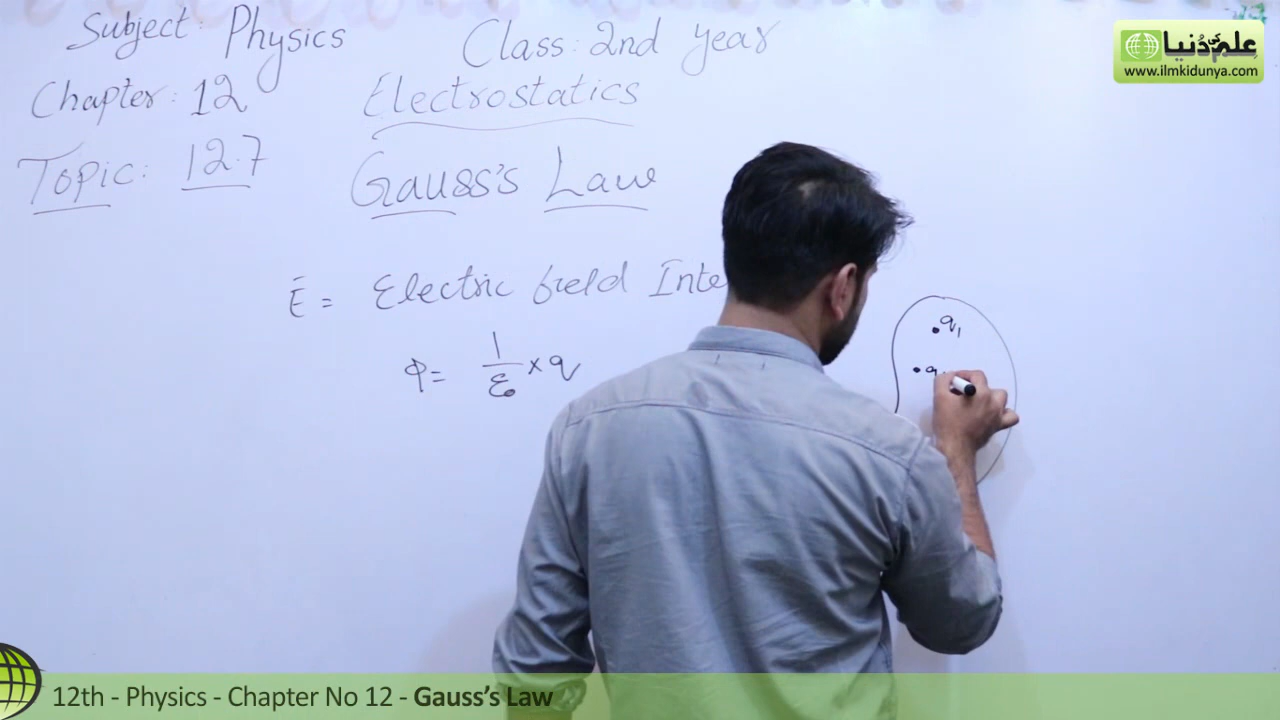 Subject: Physics Class: 2nd year
Chapter: 12 Electrostatics
Topic: 12.7 Gauss's Law
E = Electric field Inte
φ = 1/ε₀ × q
q₁
q
علم کی دُنیا
www.ilmkidunya.com
12th - Physics - Chapter No 12 - Gauss's Law